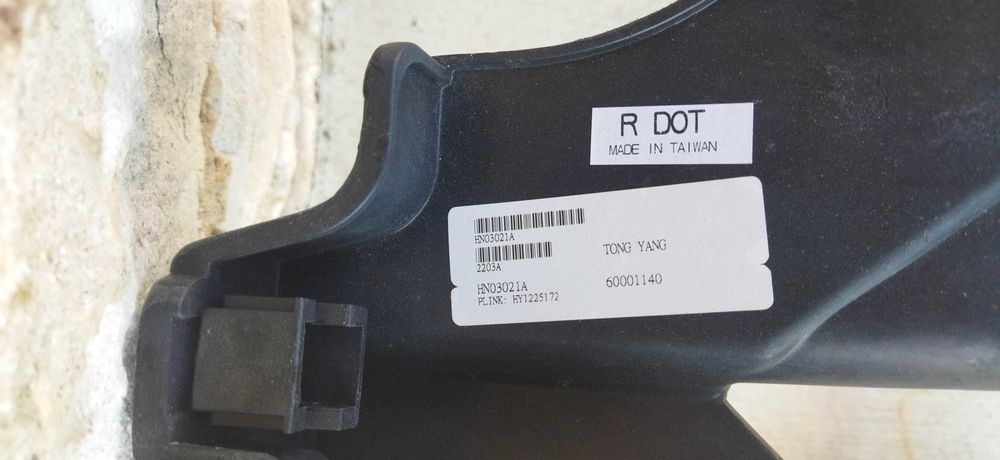 R DOT
MADE IN TAIWAN
HN03021A
2203A
TONG YANG
HN03021A
60001140
PLINK: HY1225172